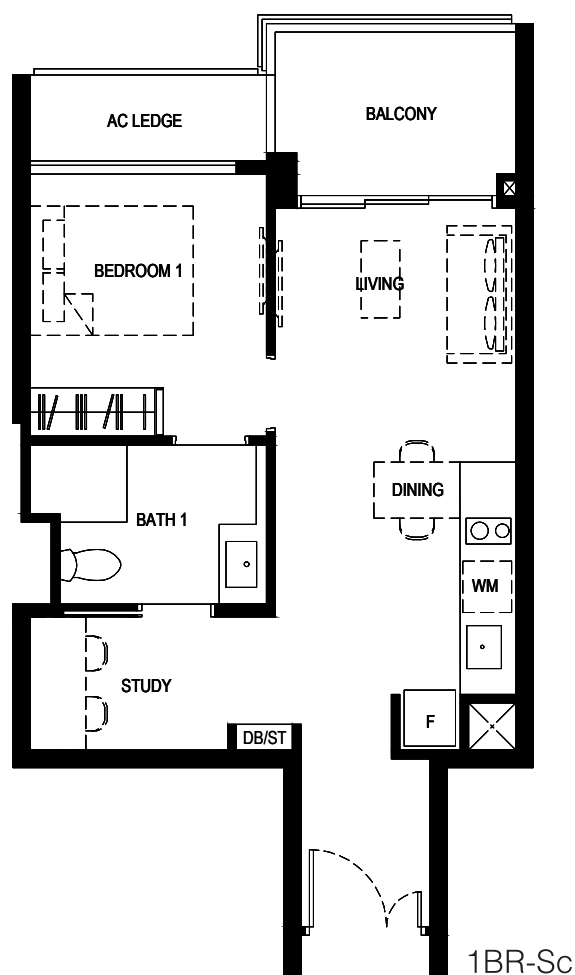 AC LEDGE
BALCONY
BEDROOM 1
LIVING
DINING
BATH 1
WM
STUDY
F
DB/ST
1BR-Sc